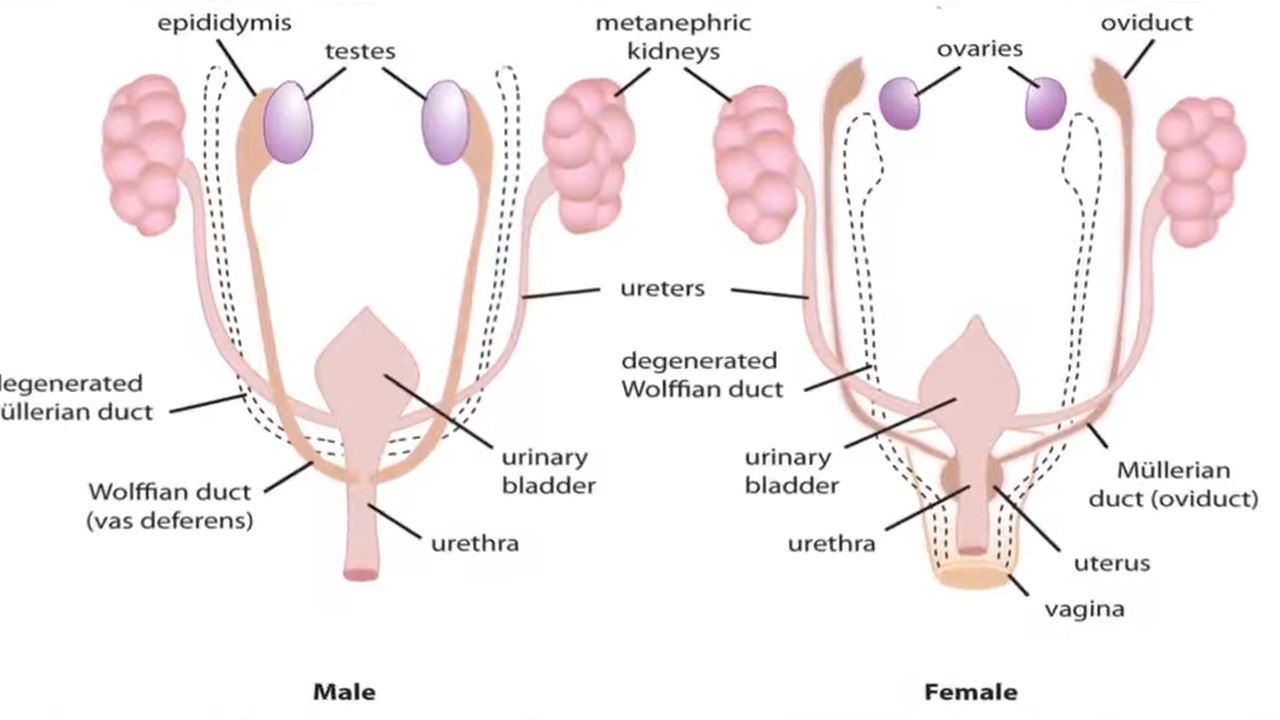 epididymis
testes
metanephric
kidneys
ovaries
oviduct
ureters
degenerated
üllerian duct
degenerated
Wolffian duct
urinary
bladder
urinary
bladder
Müllerian
duct (oviduct)
Wolffian duct
(vas deferens)
urethra
urethra
uterus
vagina
Male
Female